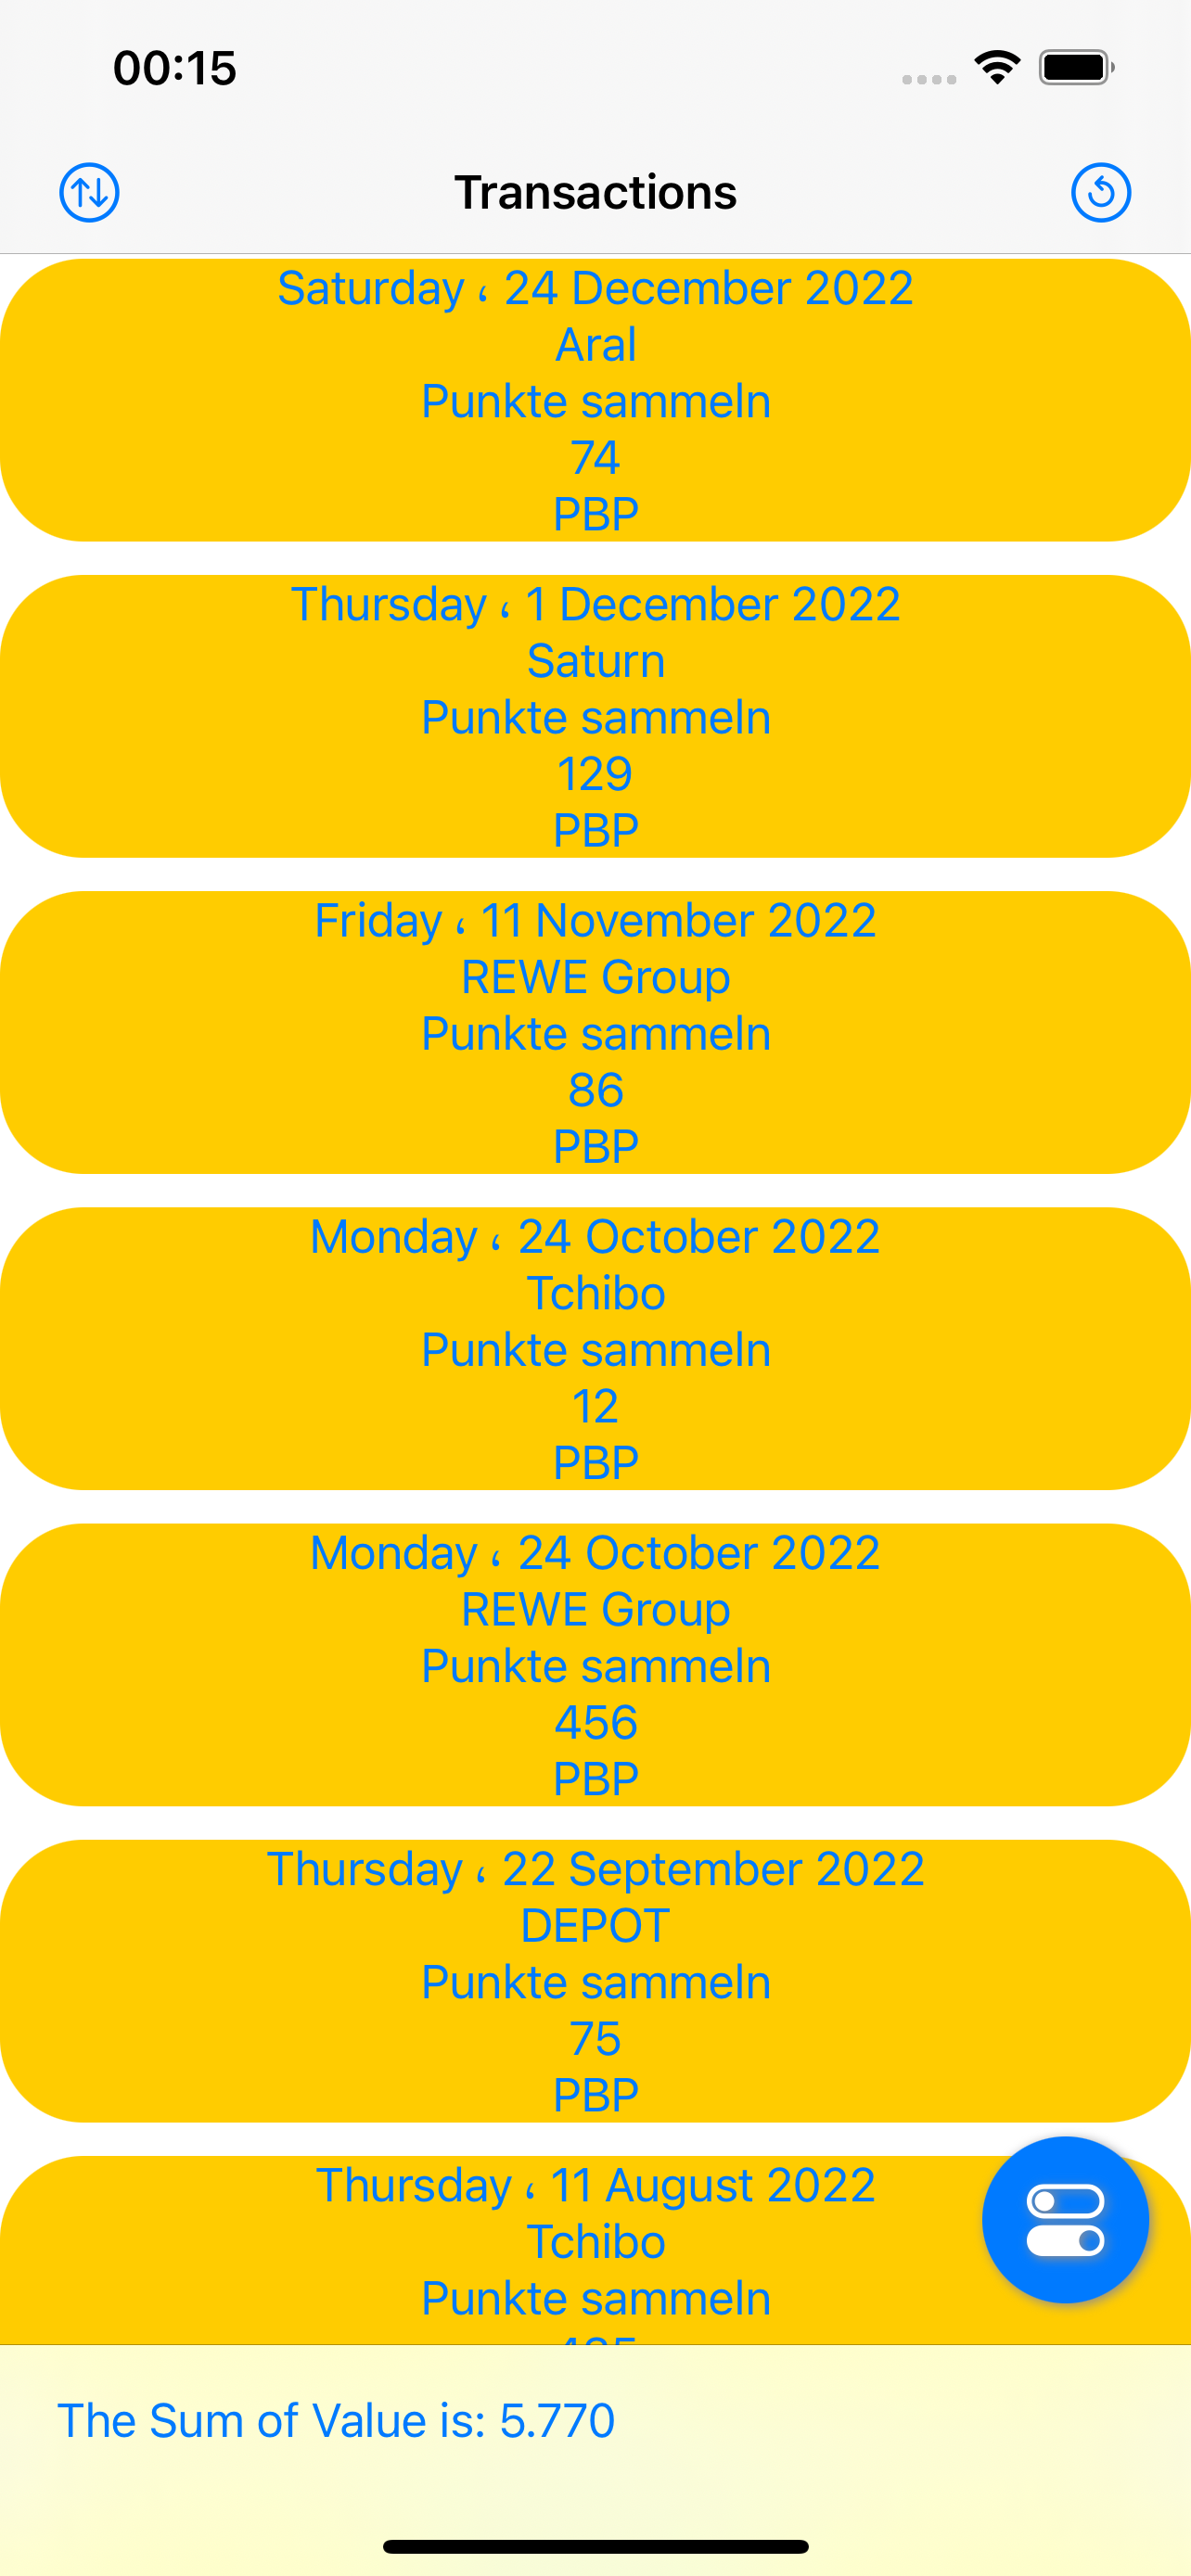 00:15
Transactions
Saturday ، 24 December 2022
Aral
Punkte sammeln
74
PBP
Thursday ، 1 December 2022
Saturn
Punkte sammeln
129
PBP
Friday ، 11 November 2022
REWE Group
Punkte sammeln
86
PBP
Monday ، 24 October 2022
Tchibo
Punkte sammeln
12
PBP
Monday ، 24 October 2022
REWE Group
Punkte sammeln
456
PBP
Thursday ، 22 September 2022
DEPOT
Punkte sammeln
75
PBP
Thursday ، 11 August 2022
Tchibo
Punkte sammeln
The Sum of Value is: 5.770